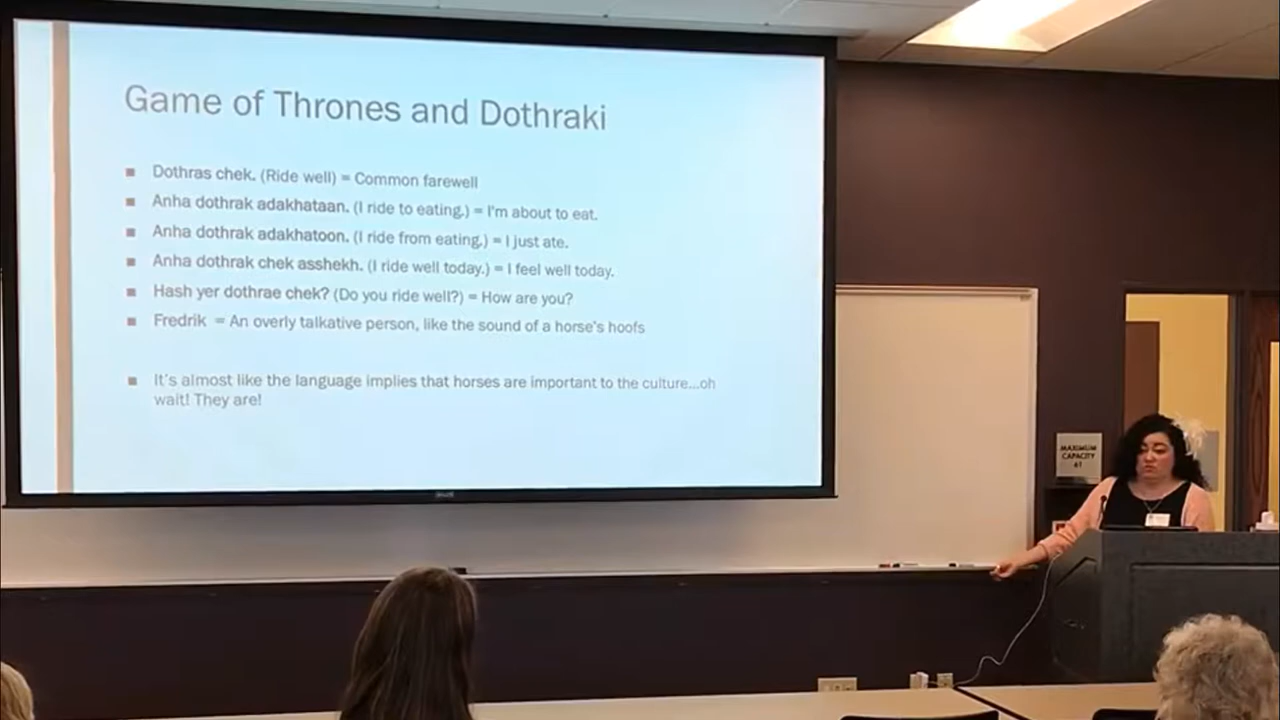 Game of Thrones and Dothraki
■ Dothras chek. (Ride well) = Common farewell
■ Anha dothrak adakhataan. (I ride to eating.) = I'm about to eat.
■ Anha dothrak adakhatoon. (I ride from eating.) = I just ate.
■ Anha dothrak chek asshekh. (I ride well today.) = I feel well today.
■ Hash yer dothrae chek? (Do you ride well?) = How are you?
■ Fredrik = An overly talkative person, like the sound of a horse's hoofs
■ It's almost like the language implies that horses are important to the culture...oh
wait! They are!
MAXIMUM
CAPACITY
61